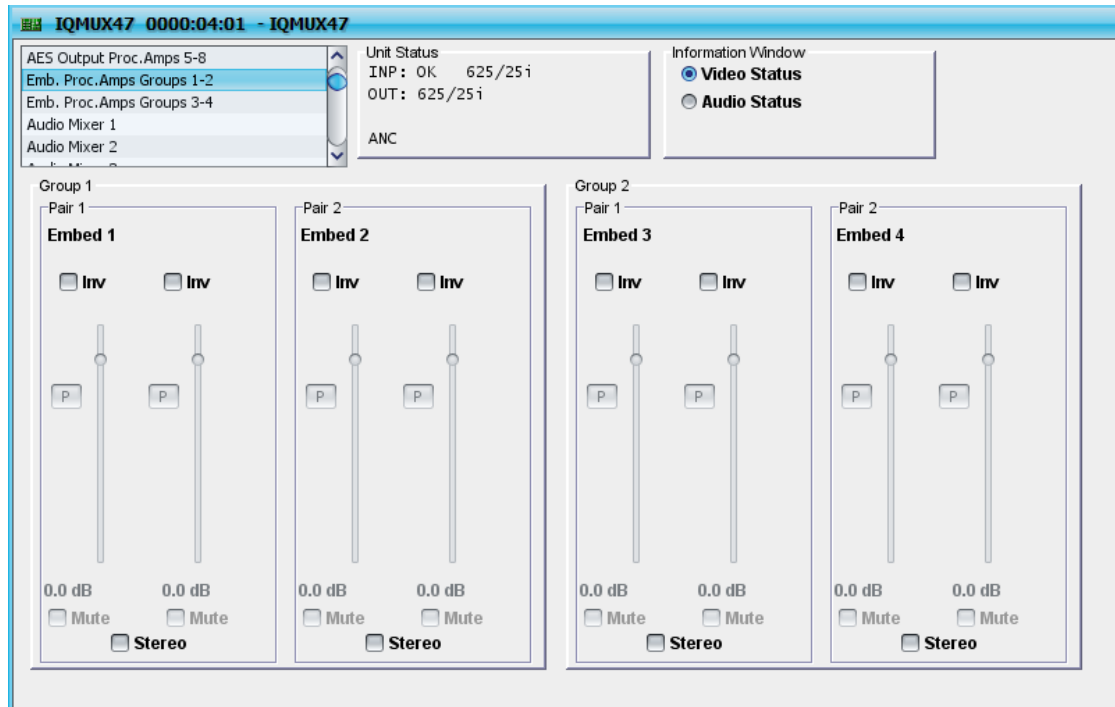 IQMUX47 0000:04:01 - IQMUX47
AES Output Proc.Amps 5-8
Emb. Proc.Amps Groups 1-2
Emb. Proc.Amps Groups 3-4
Audio Mixer 1
Audio Mixer 2
Unit Status
INP: OK 625/25i
OUT: 625/25i
ANC
Information Window
Video Status
Audio Status
Group 1
Pair 1
Embed 1
Inv Inv
P P
0.0 dB 0.0 dB
Mute Mute
Stereo
Pair 2
Embed 2
Inv Inv
P P
0.0 dB 0.0 dB
Mute Mute
Stereo
Group 2
Pair 1
Embed 3
Inv Inv
P P
0.0 dB 0.0 dB
Mute Mute
Stereo
Pair 2
Embed 4
Inv Inv
P P
0.0 dB 0.0 dB
Mute Mute
Stereo